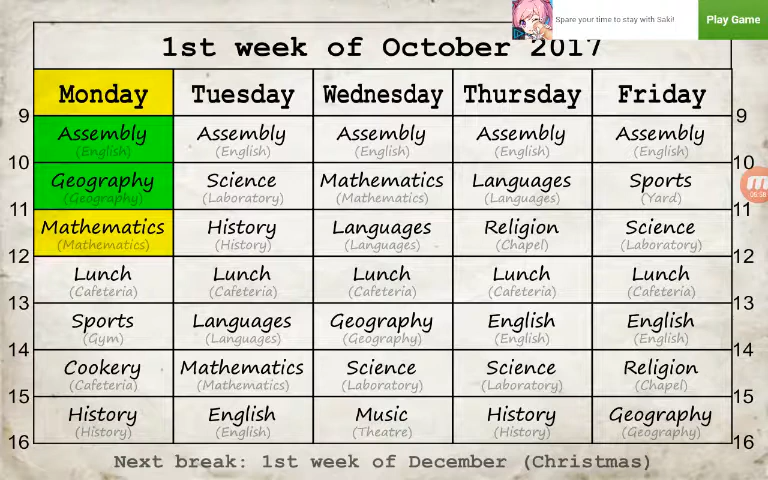 Spare your time to stay with Saki!
Play Game
1st week of October 2017
Monday Tuesday Wednesday Thursday Friday
9 9
Assembly Assembly Assembly Assembly Assembly
(English) (English) (English) (English) (English)
10 10
Geography Science Mathematics Languages Sports
(Geography) (Laboratory) (Mathematics) (Languages) (Yard)
06:58
11 11
Mathematics History Languages Religion Science
(Mathematics) (History) (Languages) (Chapel) (Laboratory)
12 12
Lunch Lunch Lunch Lunch Lunch
(Cafeteria) (Cafeteria) (Cafeteria) (Cafeteria) (Cafeteria)
13 13
Sports Languages Geography English English
(Gym) (Languages) (Geography) (English) (English)
14 14
Cookery Mathematics Science Science Religion
(Cafeteria) (Mathematics) (Laboratory) (Laboratory) (Chapel)
15 15
History English Music History Geography
(History) (English) (Theatre) (History) (Geography)
16 16
Next break: 1st week of December (Christmas)